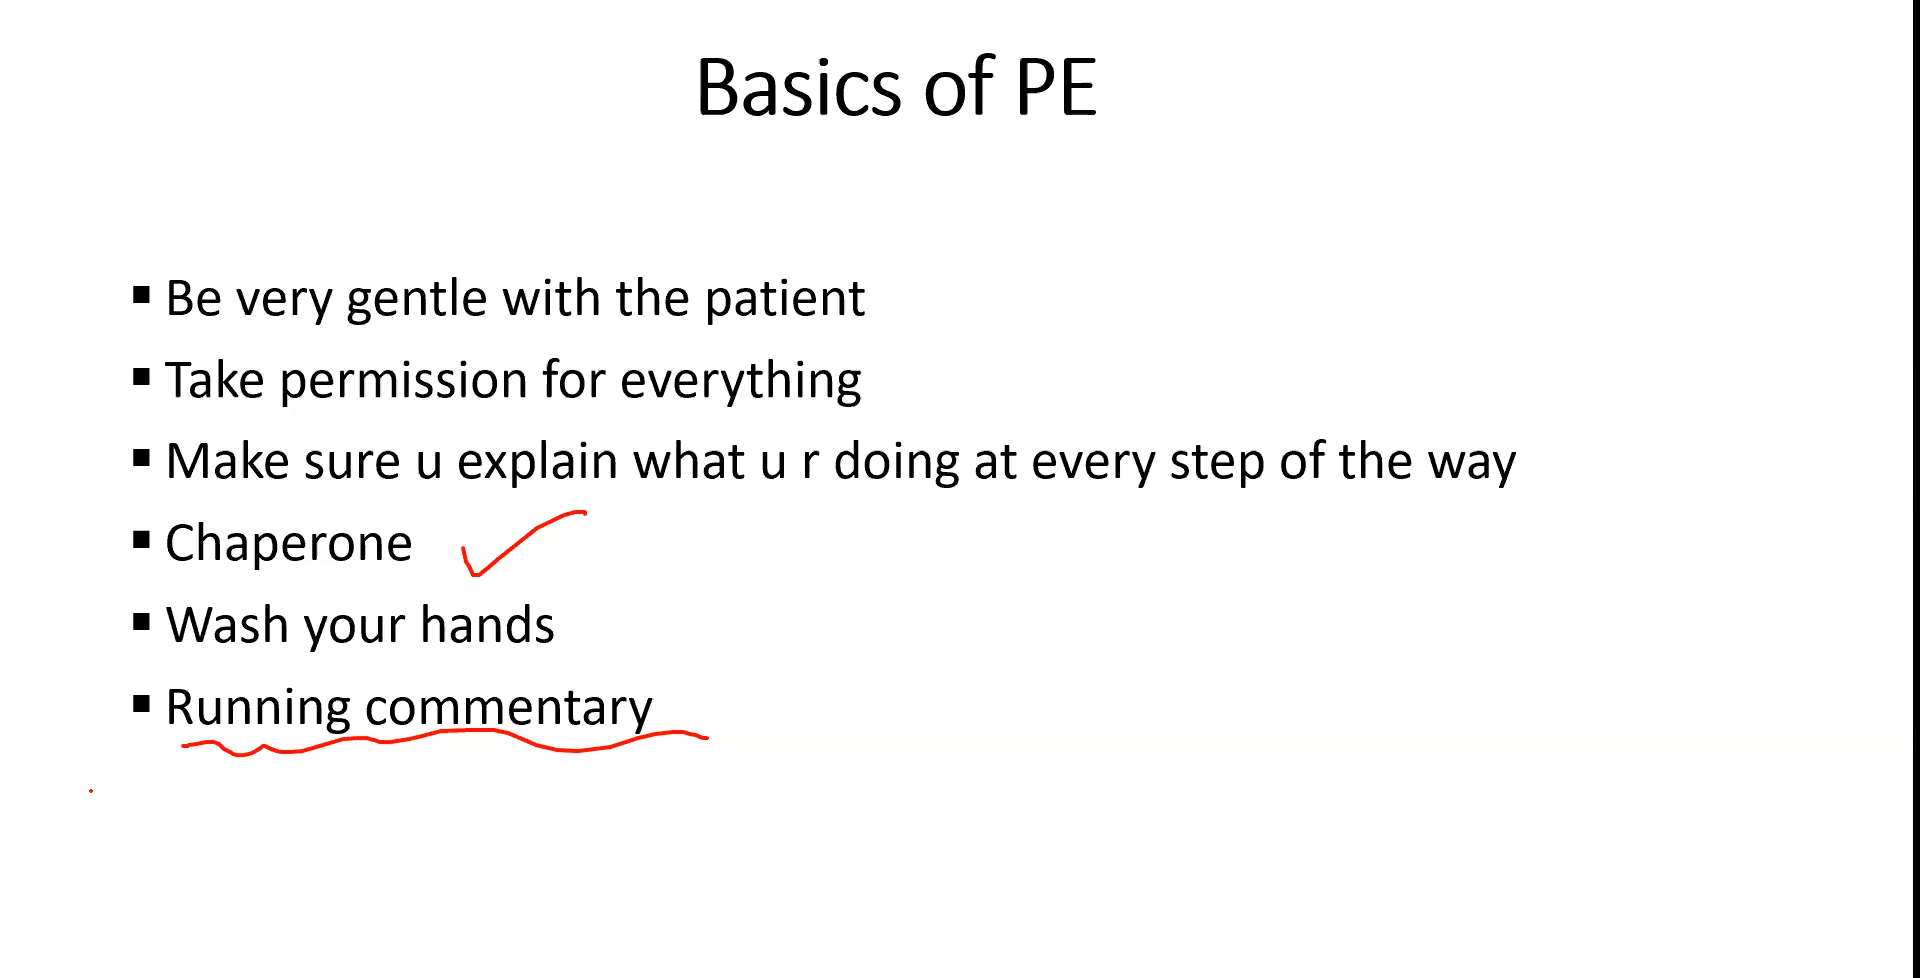 Basics of PE
▪ Be very gentle with the patient
▪ Take permission for everything
▪ Make sure u explain what u r doing at every step of the way
▪ Chaperone
▪ Wash your hands
▪ Running commentary